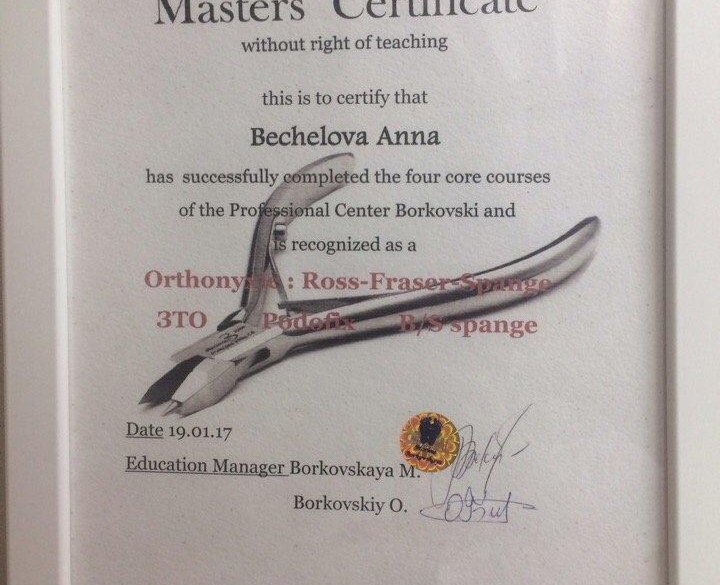 Masters Certificate
without right of teaching
this is to certify that
Bechelova Anna
has successfully completed the four core courses
of the Professional Center Borkovski and
is recognized as a
: Ross-Fraser-Spange
3TO Podofix B/S spange
Date 19.01.17
Education Manager Borkovskaya M.
Borkovskiy O.